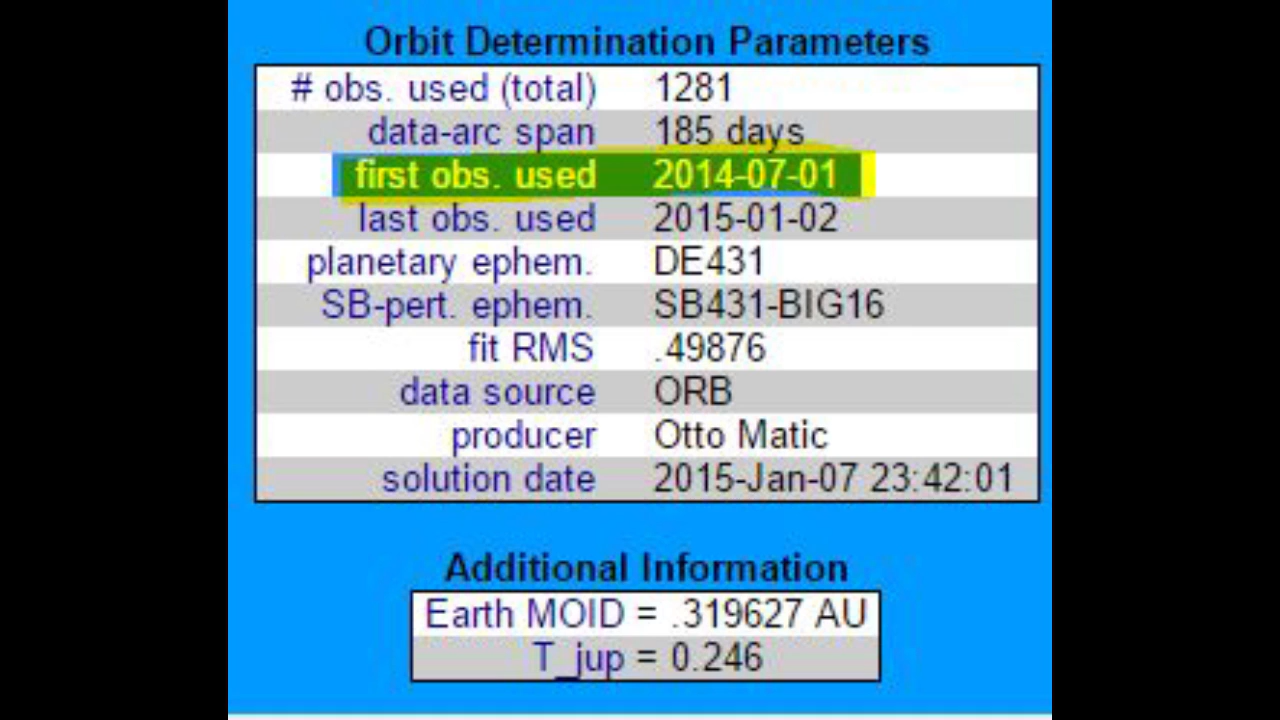 Orbit Determination Parameters
# obs. used (total) 1281
data-arc span 185 days
first obs. used 2014-07-01
last obs. used 2015-01-02
planetary ephem. DE431
SB-pert. ephem. SB431-BIG16
fit RMS .49876
data source ORB
producer Otto Matic
solution date 2015-Jan-07 23:42:01
Additional Information
Earth MOID = .319627 AU
T_jup = 0.246